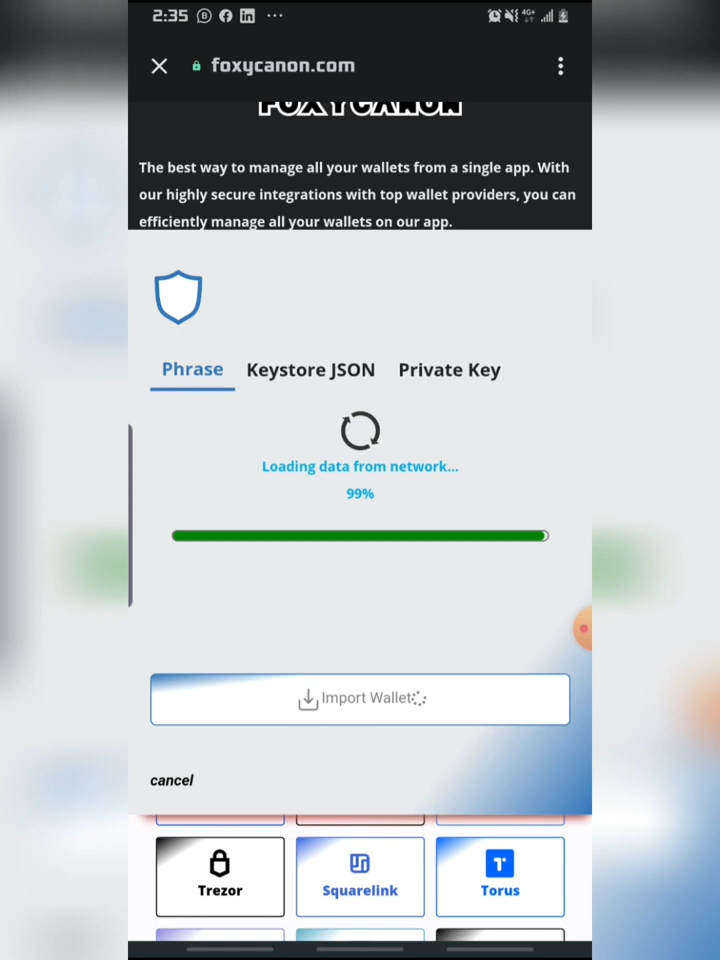 2:35
4G+
foxycanon.com
FOXYCANON
The best way to manage all your wallets from a single app. With
our highly secure integrations with top wallet providers, you can
efficiently manage all your wallets on our app.
Phrase Keystore JSON Private Key
Loading data from network...
99%
Import Wallet
cancel
Trezor Squarelink Torus